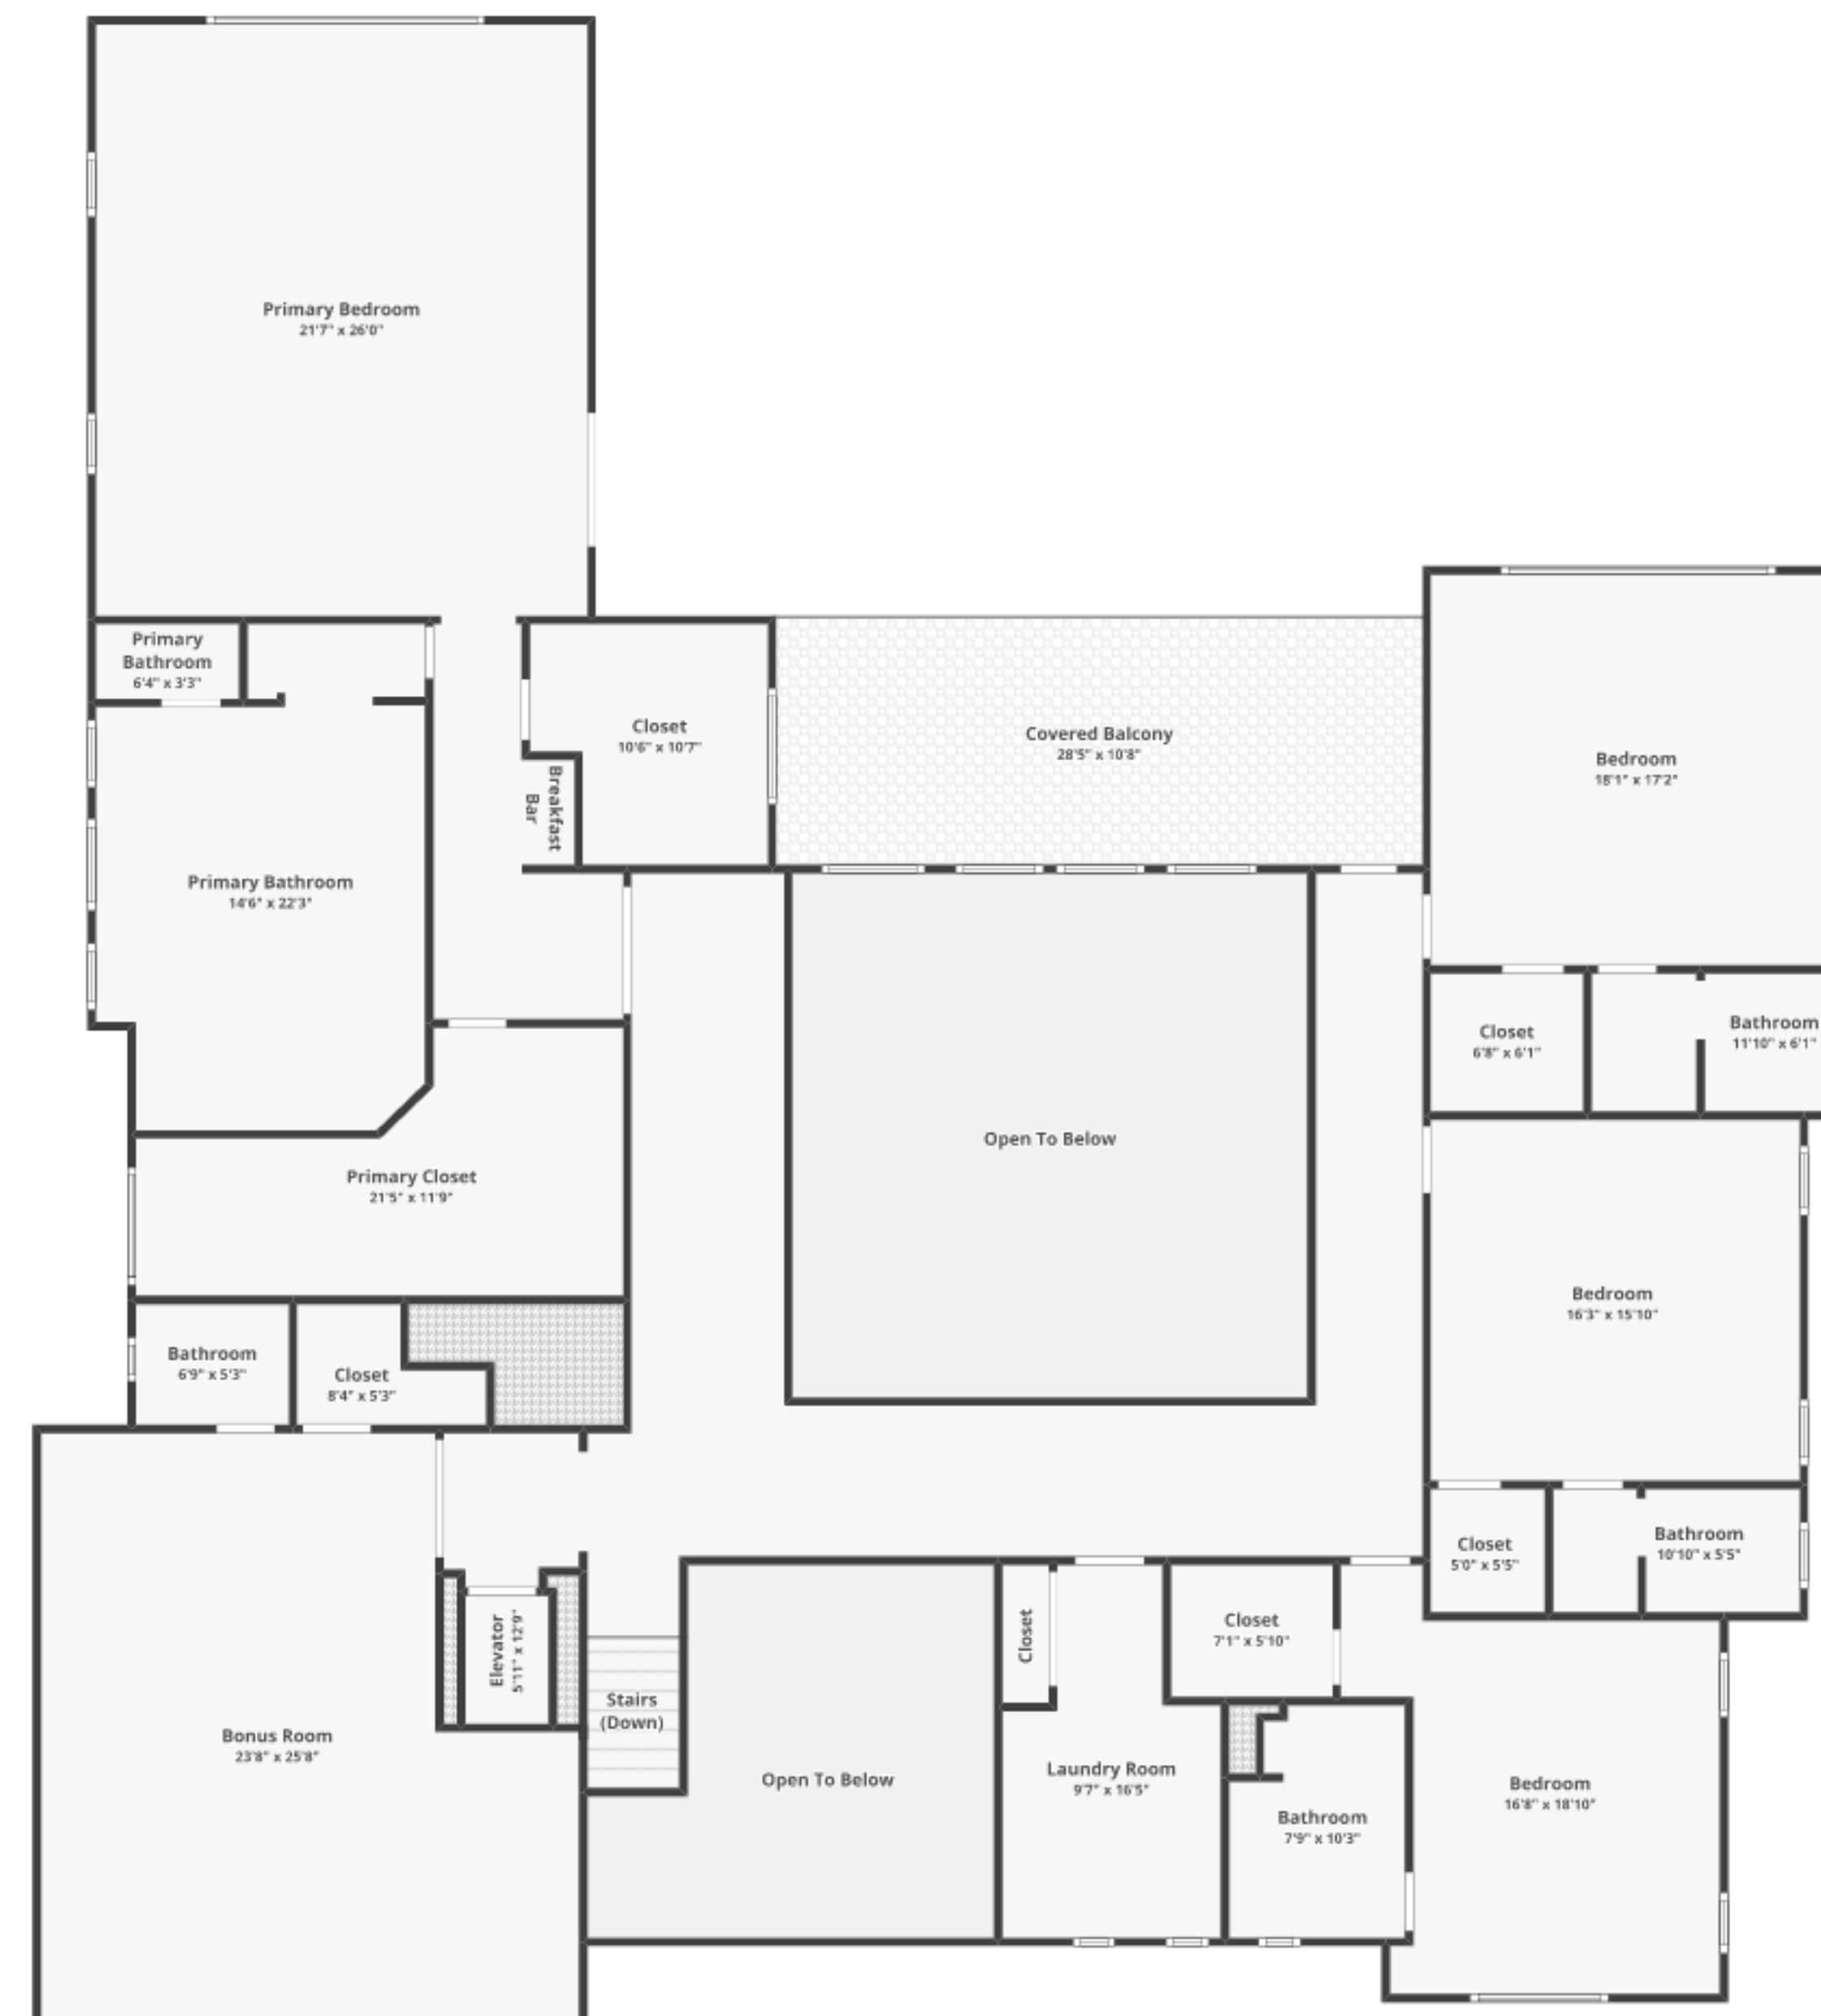 Primary Bedroom
21'7" x 26'0"
Primary
Bathroom
6'4" x 3'3"
Closet
10'6" x 10'7"
Breakfast
Bar
Covered Balcony
28'5" x 10'8"
Bedroom
18'1" x 17'2"
Primary Bathroom
14'6" x 22'3"
Closet
6'8" x 6'1"
Bathroom
11'10" x 6'1"
Open To Below
Primary Closet
21'5" x 11'9"
Bedroom
16'3" x 15'10"
Bathroom
6'9" x 5'3"
Closet
8'4" x 5'3"
Closet
5'0" x 5'5"
Bathroom
10'10" x 5'5"
Elevator
5'11" x 12'9"
Stairs
(Down)
Closet
Closet
7'1" x 5'10"
Bonus Room
23'8" x 25'8"
Open To Below
Laundry Room
9'7" x 16'5"
Bathroom
7'9" x 10'3"
Bedroom
16'8" x 18'10"